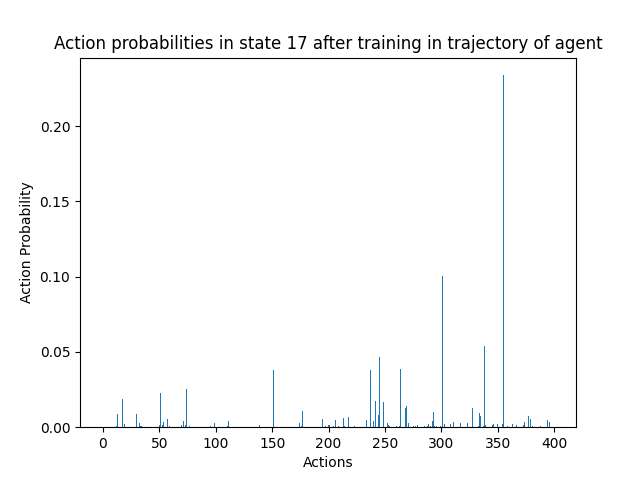 Action probabilities in state 17 after training in trajectory of agent
0.20
0.15
0.10
0.05
0.00
Action Probability
0 50 100 150 200 250 300 350 400
Actions